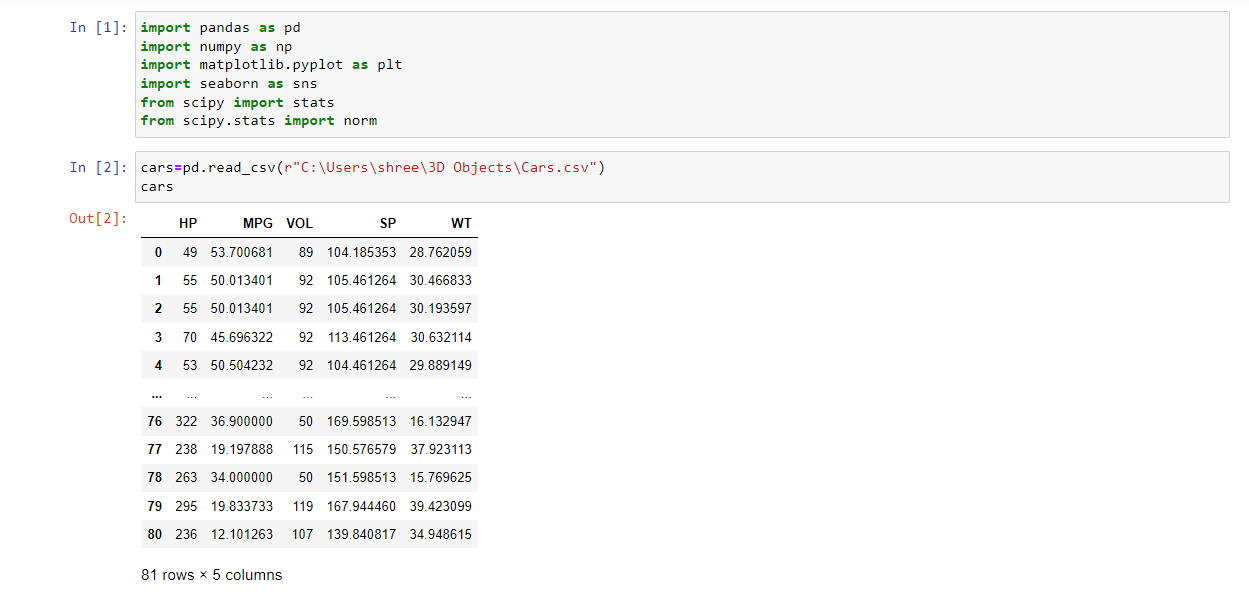 In [1]: import pandas as pd
import numpy as np
import matplotlib.pyplot as plt
import seaborn as sns
from scipy import stats
from scipy.stats import norm
In [2]: cars=pd.read_csv(r"C:\Users\shree\3D Objects\Cars.csv")
cars
Out[2]:
HP MPG VOL SP WT
0 49 53.700681 89 104.185353 28.762059
1 55 50.013401 92 105.461264 30.466833
2 55 50.013401 92 105.461264 30.193597
3 70 45.696322 92 113.461264 30.632114
4 53 50.504232 92 104.461264 29.889149
... ... ... ... ... ...
76 322 36.900000 50 169.598513 16.132947
77 238 19.197888 115 150.576579 37.923113
78 263 34.000000 50 151.598513 15.769625
79 295 19.833733 119 167.944460 39.423099
80 236 12.101263 107 139.840817 34.948615
81 rows × 5 columns